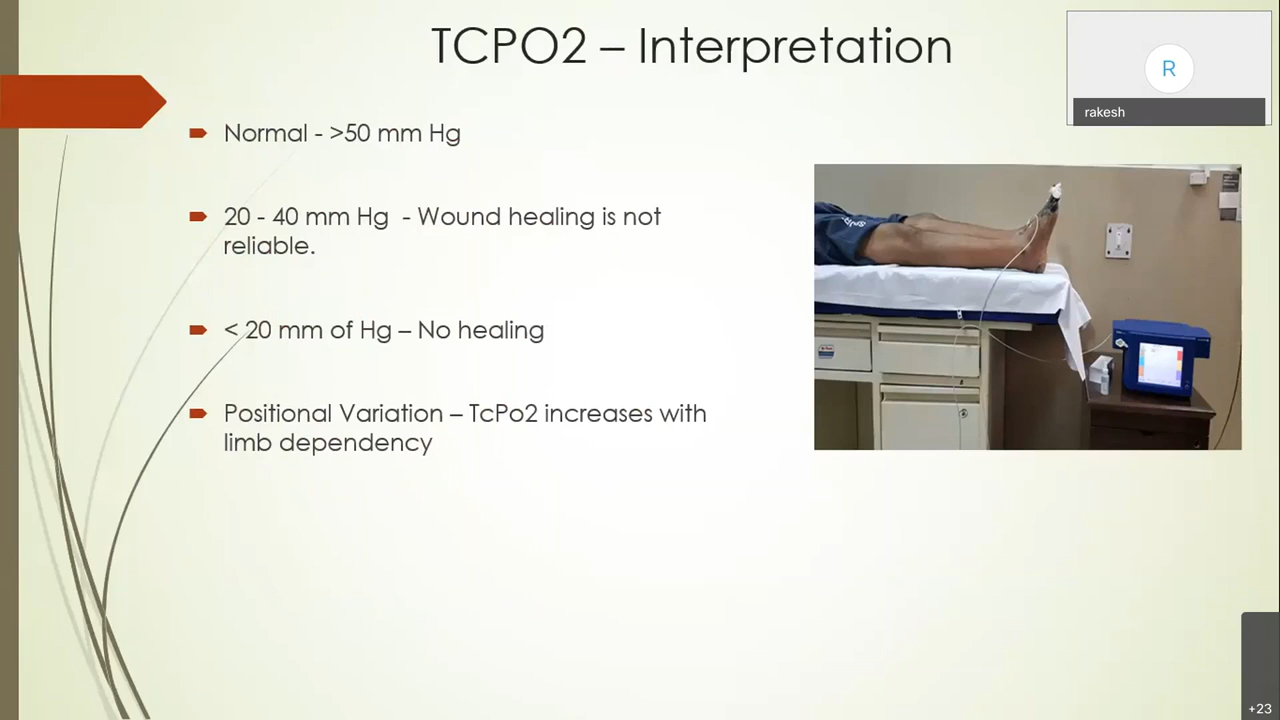 TCPO2 – Interpretation
R
rakesh
Normal - >50 mm Hg
20 - 40 mm Hg - Wound healing is not
reliable.
< 20 mm of Hg – No healing
Positional Variation – TcPo2 increases with
limb dependency
+23